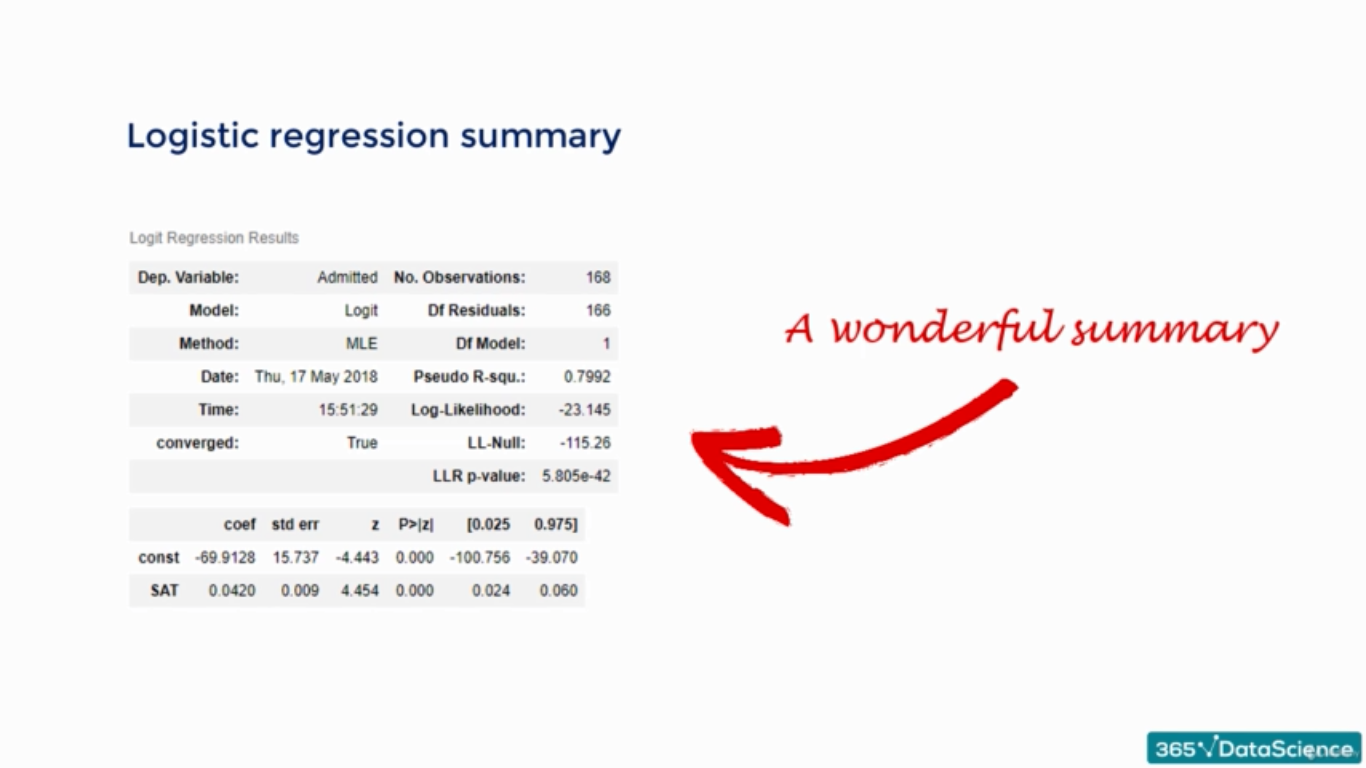 Logistic regression summary
Logit Regression Results
Dep. Variable: Admitted No. Observations: 168
Model: Logit Df Residuals: 166
Method: MLE Df Model: 1
Date: Thu, 17 May 2018 Pseudo R-squ.: 0.7992
Time: 15:51:29 Log-Likelihood: -23.145
converged: True LL-Null: -115.26
LLR p-value: 5.805e-42
coef std err z P>|z| [0.025 0.975]
const -69.9128 15.737 -4.443 0.000 -100.756 -39.070
SAT 0.0420 0.009 4.454 0.000 0.024 0.060
A wonderful summary
365 DataScience